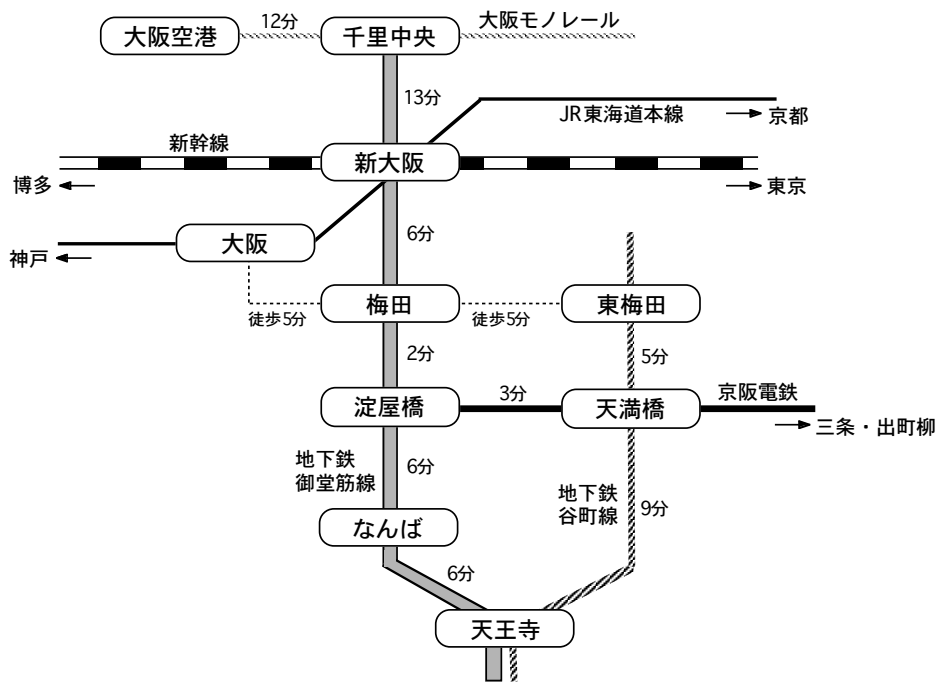 12分
大阪モノレール
大阪空港
千里中央
13分
JR東海道本線
京都
新幹線
新大阪
博多
東京
大阪
6分
神戸
梅田
東梅田
徒歩5分
徒歩5分
2分
5分
淀屋橋
3分
天満橋
京阪電鉄
三条・出町柳
地下鉄
御堂筋線
6分
地下鉄
谷町線
9分
なんば
6分
天王寺